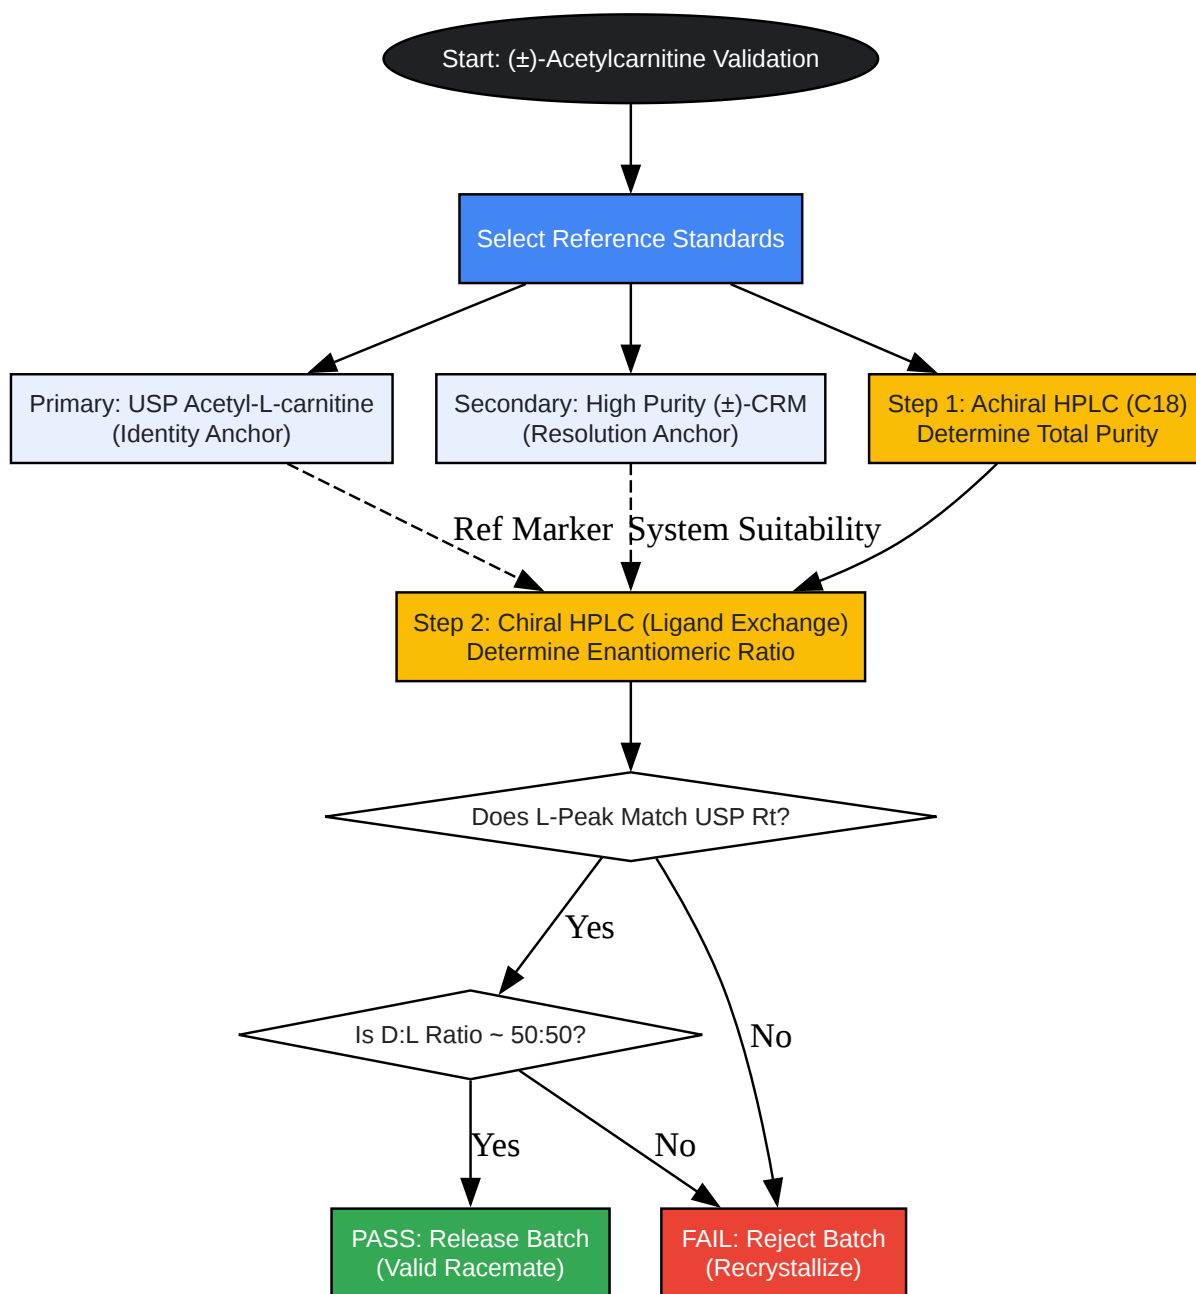 Start: (±)-Acetylcarnitine Validation
Select Reference Standards
Primary: USP Acetyl-L-carnitine
(Identity Anchor)
Secondary: High Purity (±)-CRM
(Resolution Anchor)
Step 1: Achiral HPLC (C18)
Determine Total Purity
Ref Marker
System Suitability
Step 2: Chiral HPLC (Ligand Exchange)
Determine Enantiomeric Ratio
Does L-Peak Match USP Rt?
Yes
No
Is D:L Ratio ~ 50:50?
Yes
No
PASS: Release Batch
(Valid Racemate)
FAIL: Reject Batch
(Recrystallize)